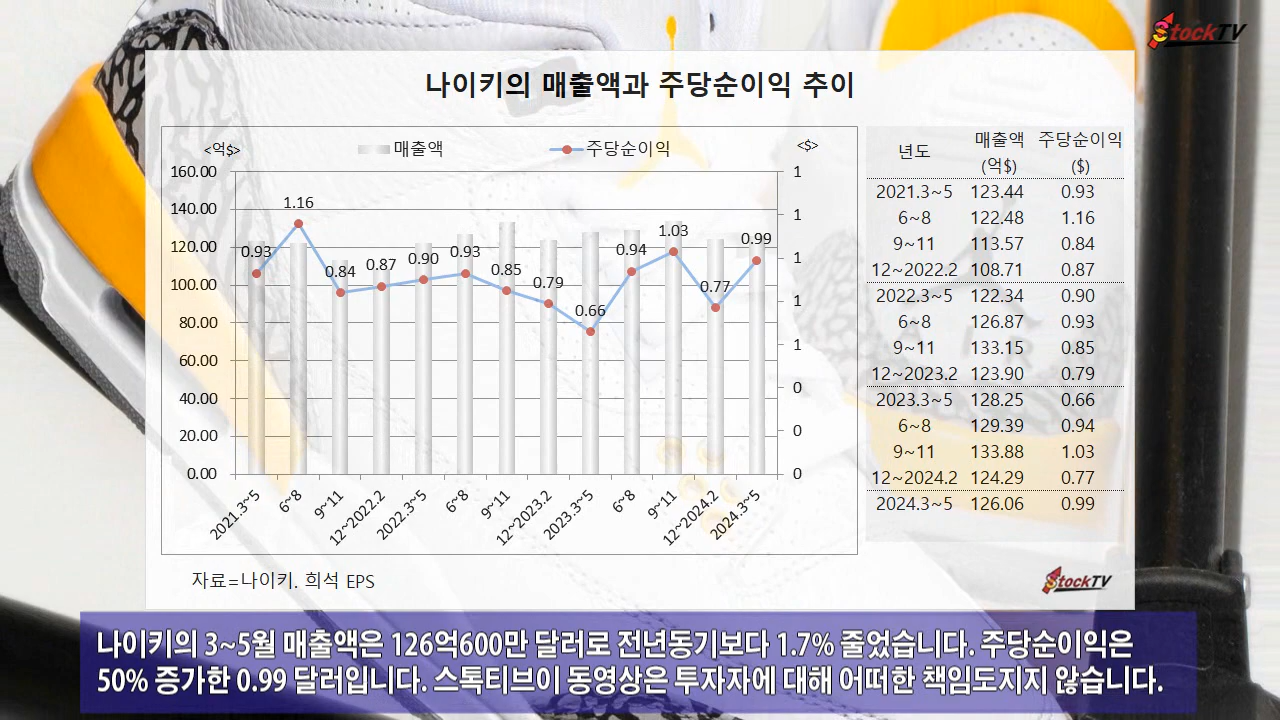 StockTV
나이키의 매출액과 주당순이익 추이
<억$> 매출액 주당순이익 <$>
160.00
140.00
120.00
100.00
80.00
60.00
40.00
20.00
0.00
1
1
1
1
1
0
0
0
0.93 1.16 0.84 0.87 0.90 0.93 0.85 0.79 0.66 0.94 1.03 0.77 0.99
2021.3~5 6~8 9~11 12~2022.2 2022.3~5 6~8 9~11 12~2023.2 2023.3~5 6~8 9~11 12~2024.2 2024.3~5
년도 매출액 주당순이익
(억$) ($)
2021.3~5 123.44 0.93
6~8 122.48 1.16
9~11 113.57 0.84
12~2022.2 108.71 0.87
2022.3~5 122.34 0.90
6~8 126.87 0.93
9~11 133.15 0.85
12~2023.2 123.90 0.79
2023.3~5 128.25 0.66
6~8 129.39 0.94
9~11 133.88 1.03
12~2024.2 124.29 0.77
2024.3~5 126.06 0.99
자료=나이키. 희석 EPS
StockTV
나이키의 3~5월 매출액은 126억600만 달러로 전년동기보다 1.7% 줄었습니다. 주당순이익은
50% 증가한 0.99 달러입니다. 스톡티브이 동영상은 투자자에 대해 어떠한 책임도지지 않습니다.